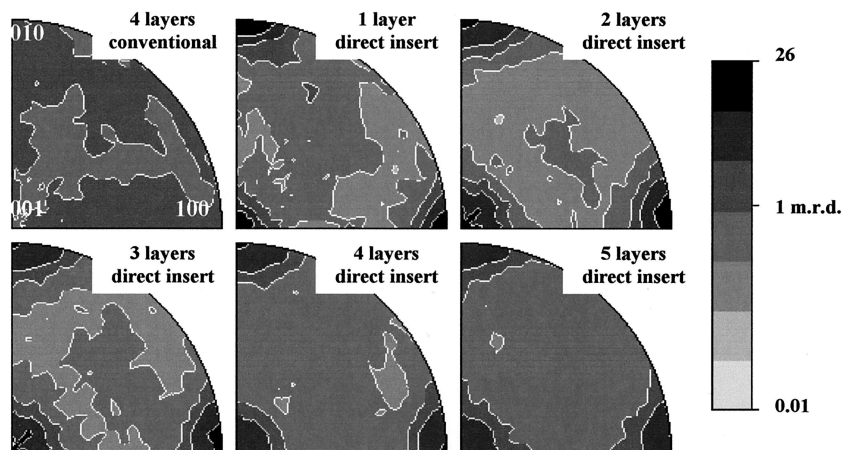 4 layers
conventional
010
001
100
1 layer
direct insert
2 layers
direct insert
3 layers
direct insert
4 layers
direct insert
5 layers
direct insert
26
1 m.r.d.
0.01